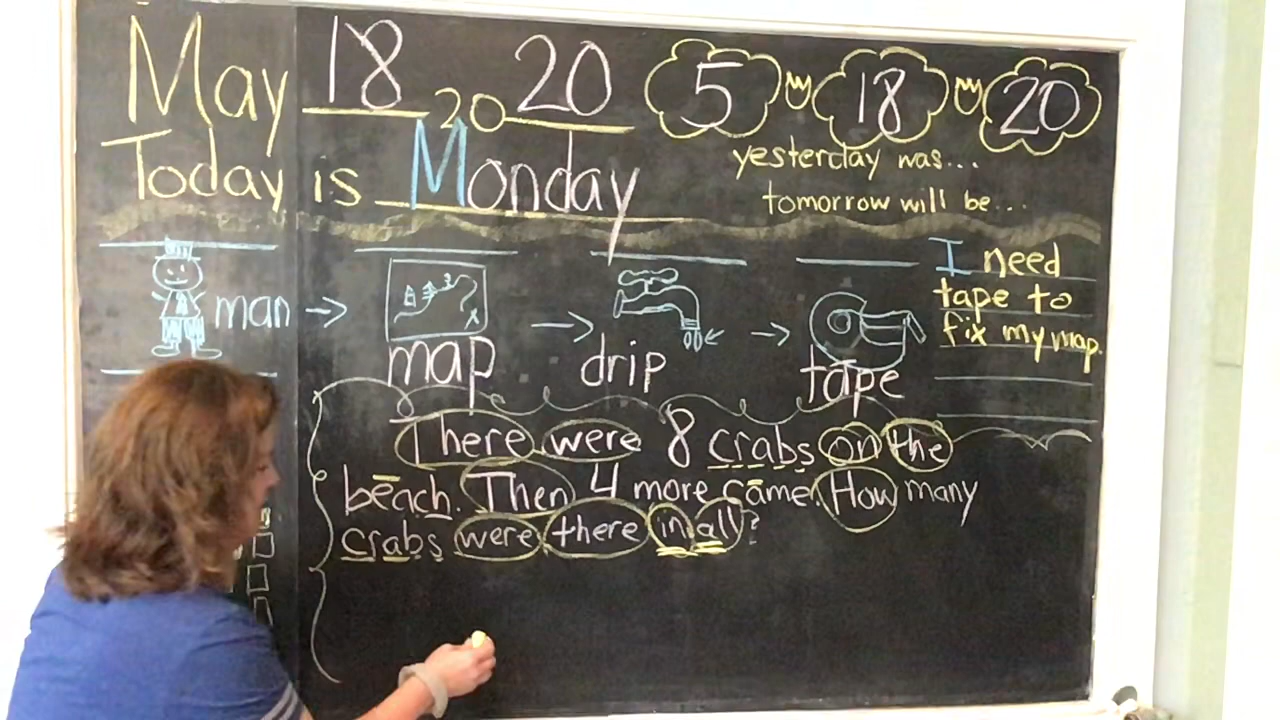 May 18 20 20
5 18 20
Today is Monday
yesterday was...
tomorrow will be...
man
map
drip
tape
I need
tape to
fix my map.
There were 8 crabs on the
beach. Then 4 more came. How many
crabs were there in all?